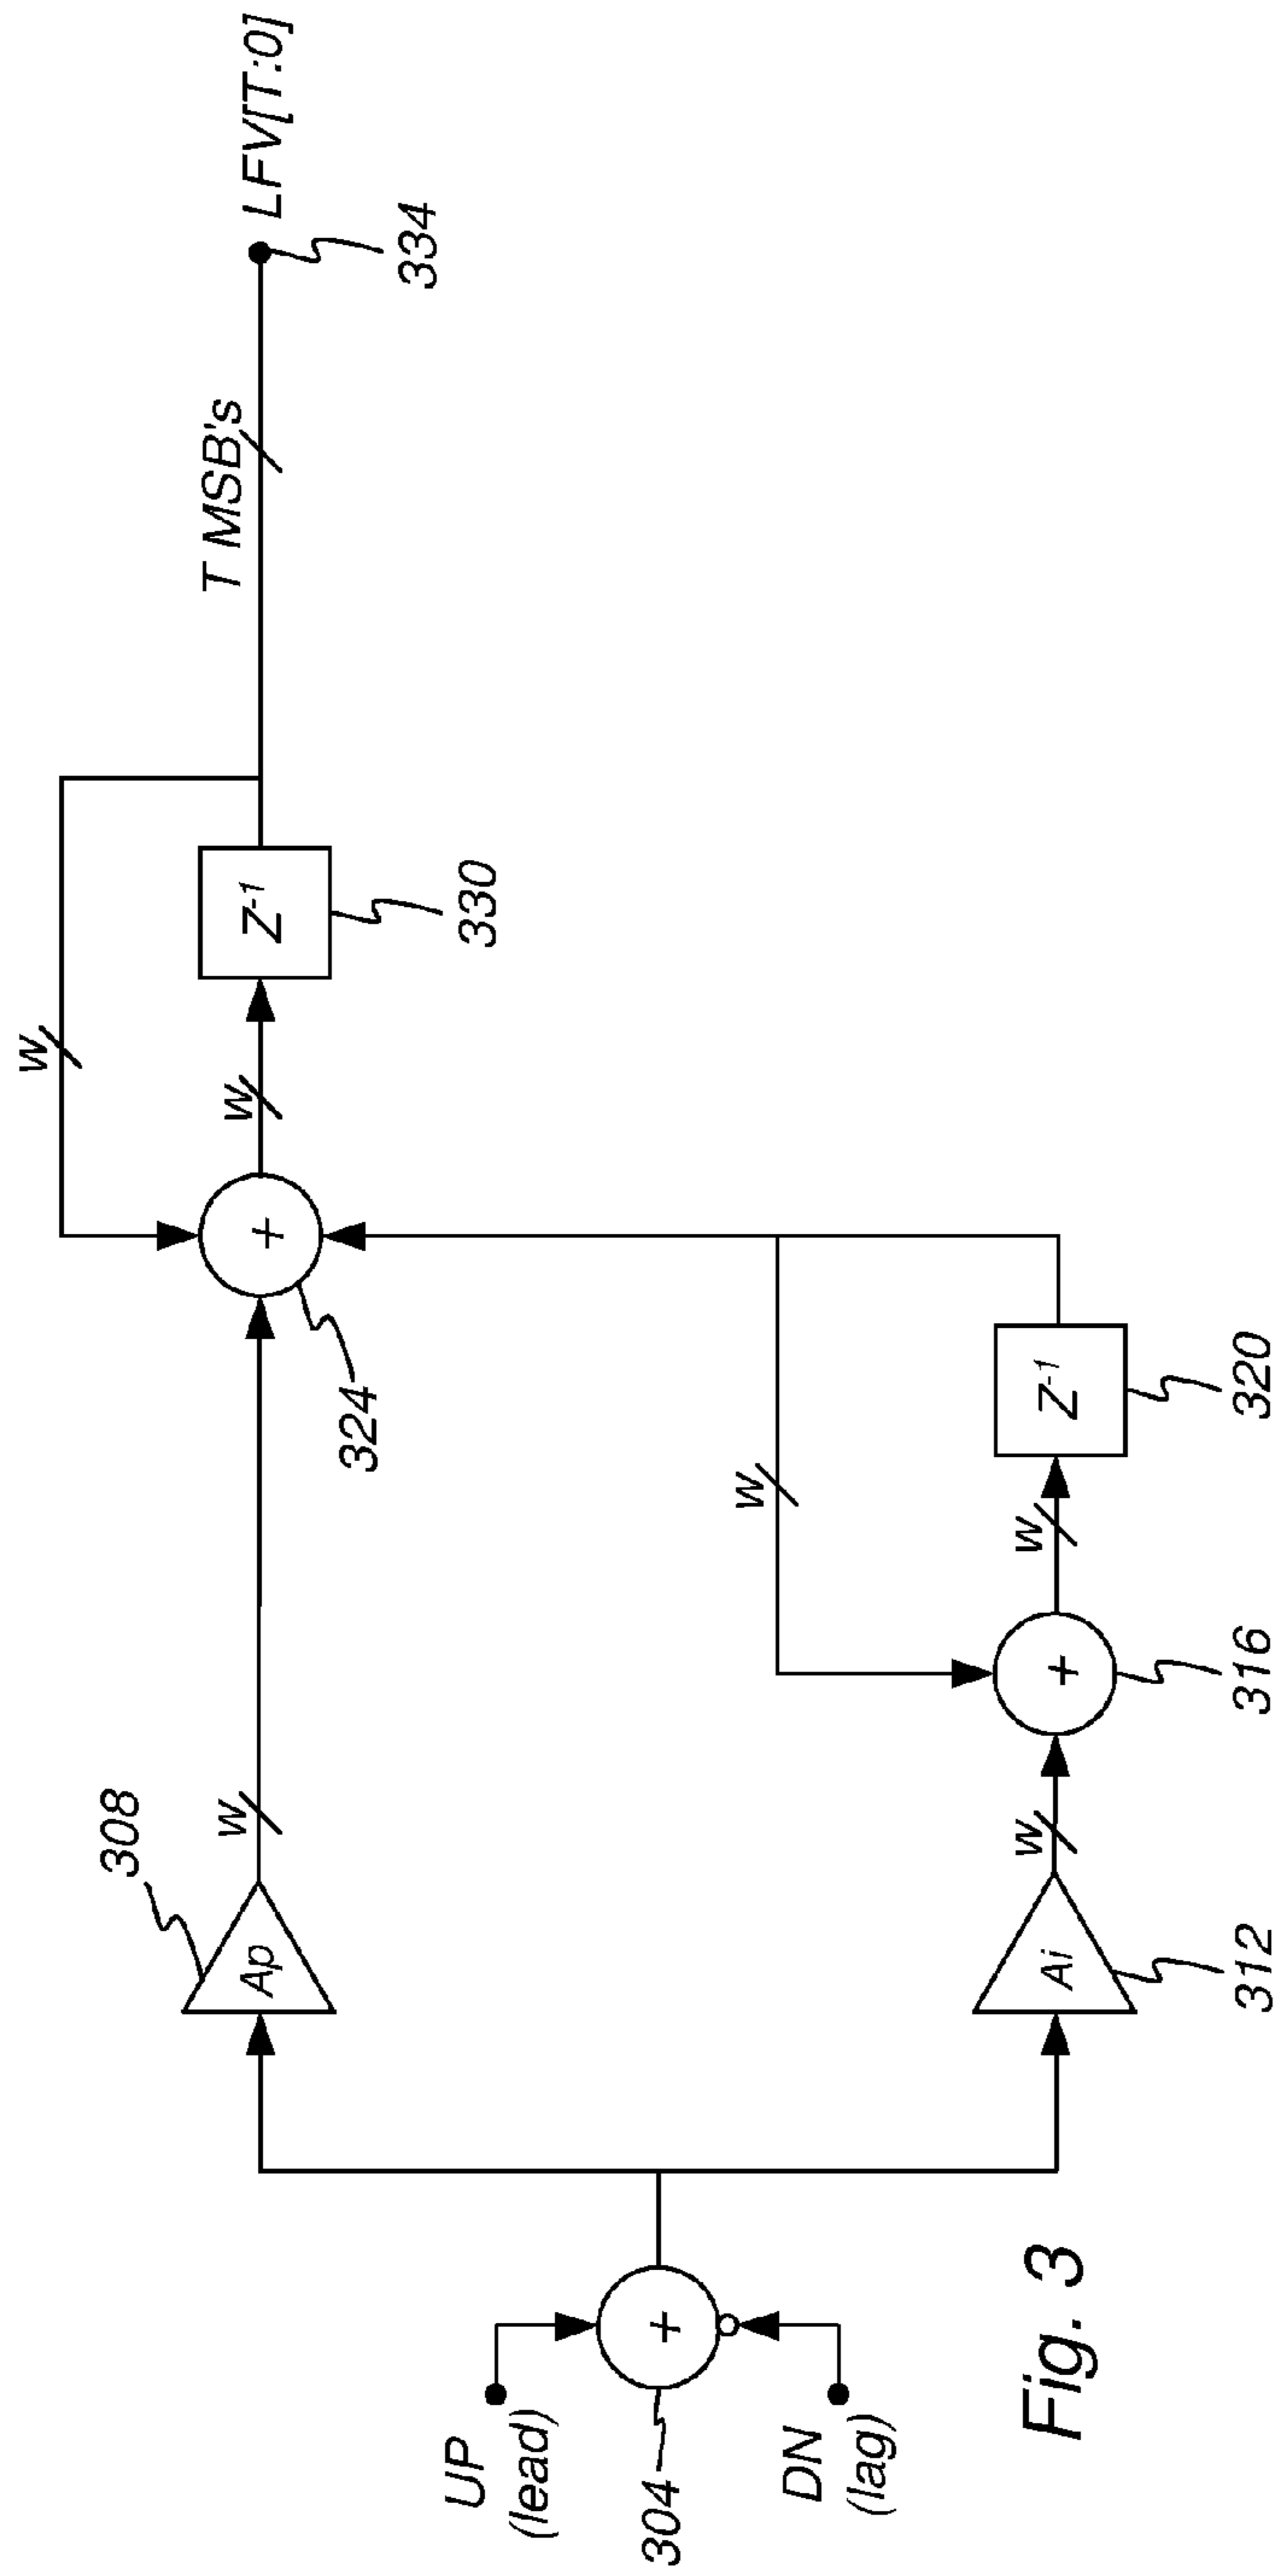 UP
(lead)
304
DN
(lag)
+
308
Ap
w
Ai
312
w
+
316
w
w
Z-1
320
+
324
w
w
Z-1
330
T MSB's
334
LFV[T:0]
Fig. 3